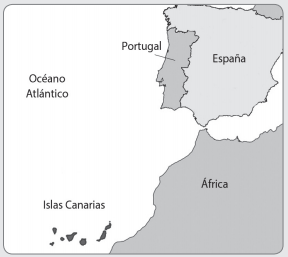 Portugal
España
Océano
Atlántico
África
Islas Canarias